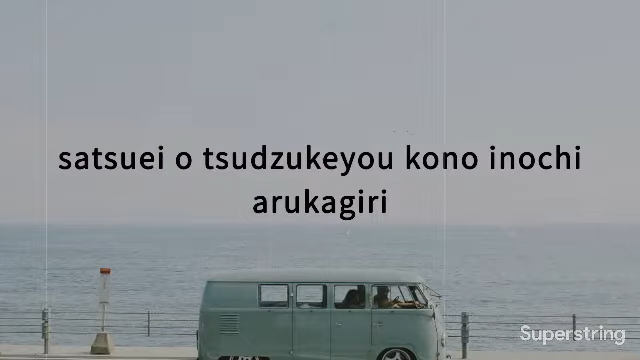 satsuei o tsudzukeyou kono inochi
arukagiri
Superstring